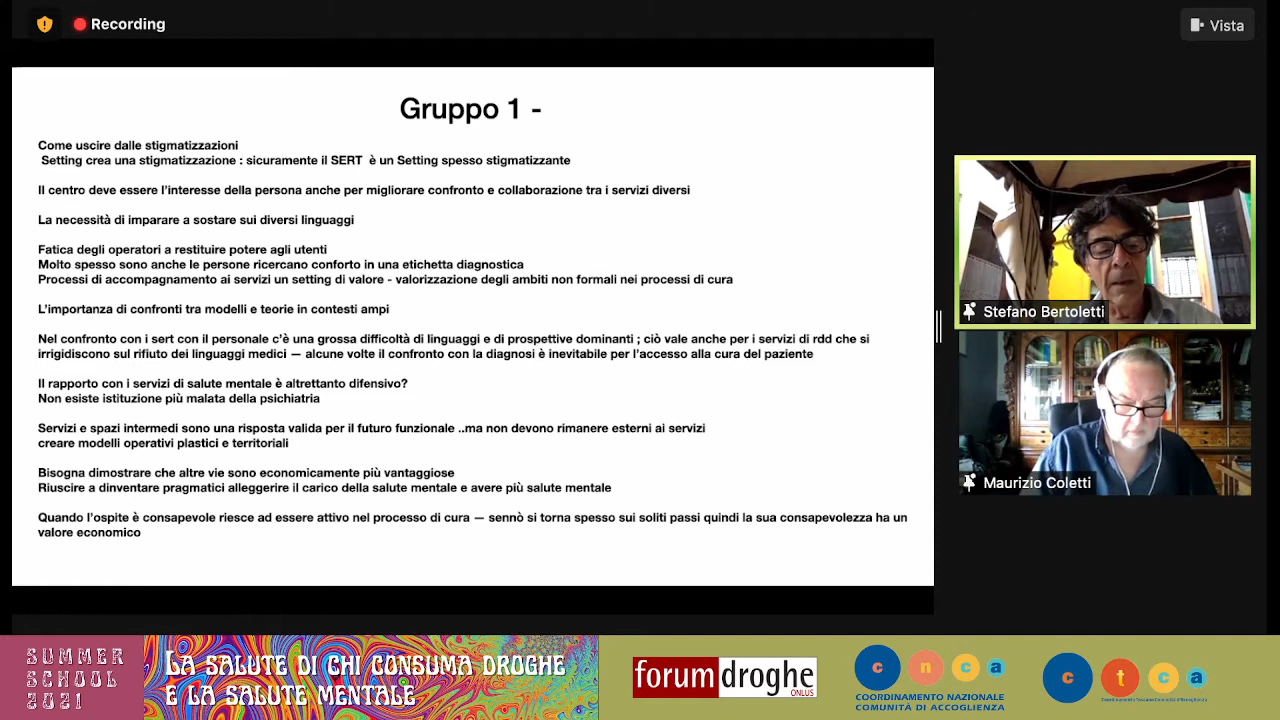 Recording
Vista
Gruppo 1 -
Come uscire dalle stigmatizzazioni
Setting crea una stigmatizzazione : sicuramente il SERT è un Setting spesso stigmatizzante
Il centro deve essere l'interesse della persona anche per migliorare confronto e collaborazione tra i servizi diversi
La necessità di imparare a sostare sui diversi linguaggi
Fatica degli operatori a restituire potere agli utenti
Molto spesso sono anche le persone ricercano conforto in una etichetta diagnostica
Processi di accompagnamento ai servizi un setting di valore - valorizzazione degli ambiti non formali nei processi di cura
L'importanza di confronti tra modelli e teorie in contesti ampi
Nel confronto con i sert con il personale c'è una grossa difficoltà di linguaggi e di prospettive dominanti ; ciò vale anche per i servizi di rdd che si
irrigidiscono sul rifiuto dei linguaggi medici — alcune volte il confronto con la diagnosi è inevitabile per l'accesso alla cura del paziente
Il rapporto con i servizi di salute mentale è altrettanto difensivo?
Non esiste istituzione più malata della psichiatria
Servizi e spazi intermedi sono una risposta valida per il futuro funzionale ..ma non devono rimanere esterni ai servizi
creare modelli operativi plastici e territoriali
Bisogna dimostrare che altre vie sono economicamente più vantaggiose
Riuscire a dinventare pragmatici alleggerire il carico della salute mentale e avere più salute mentale
Quando l'ospite è consapevole riesce ad essere attivo nel processo di cura — sennò si torna spesso sui soliti passi quindi la sua consapevolezza ha un
valore economico
Stefano Bertoletti
Maurizio Coletti
SUMMER
SCHOOL
2021
LA SALUTE DI CHI CONSUMA DROGHE
E LA SALUTE MENTALE
forumdroghe
ONLUS
c n c a
COORDINAMENTO NAZIONALE
COMUNITÀ DI ACCOGLIENZA
c t c a